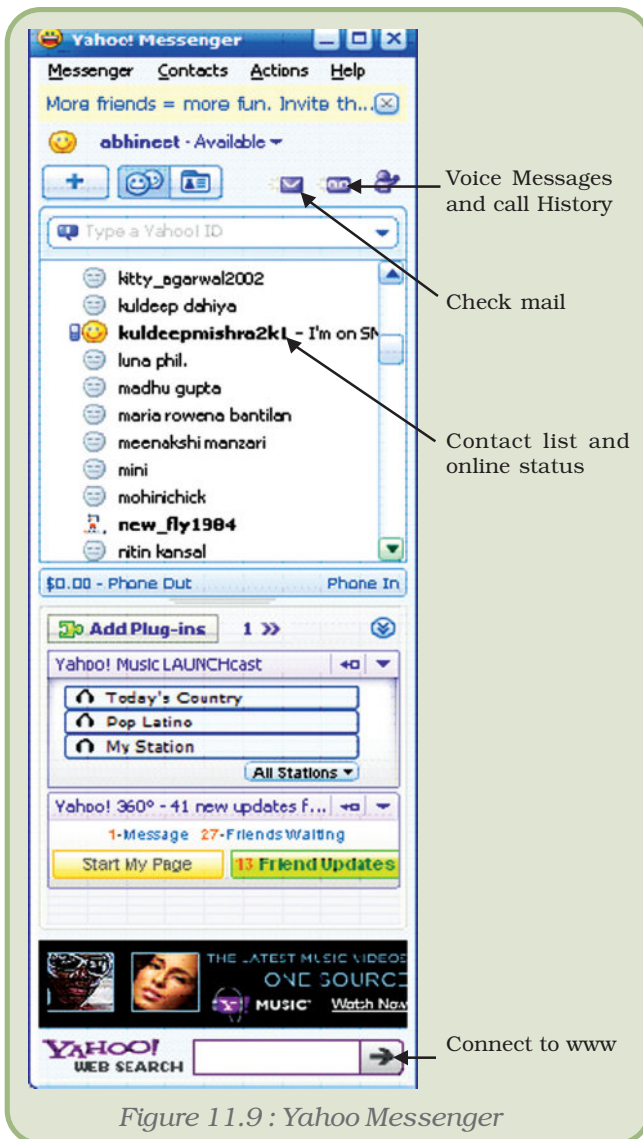 Yahoo! Messenger
Messenger Contacts Actions Help
More friends = more fun. Invite th...
abhineet - Available
Voice Messages
and call History
Type a Yahoo! ID
kitty_agarwal2002
Check mail
kuldeep dahiya
kuldeepmishra2k1 - I'm on SM
luna phil.
madhu gupta
maria rowena bantilan
Contact list and
online status
meenakshi manzari
mini
mohinichick
new_fly1984
nitin kansal
$0.00 - Phone Out Phone In
Add Plug-ins 1 >>
Yahoo! Music LAUNCHcast
Today's Country
Pop Latino
My Station
All Stations
Yahoo! 360° - 41 new updates f...
1-Message 27-Friends Waiting
Start My Page 13 Friend Updates
THE LATEST MUSIC VIDEOS
ONE SOURCE
MUSIC Watch Now
YAHOO!
WEB SEARCH
Connect to www
Figure 11.9 : Yahoo Messenger